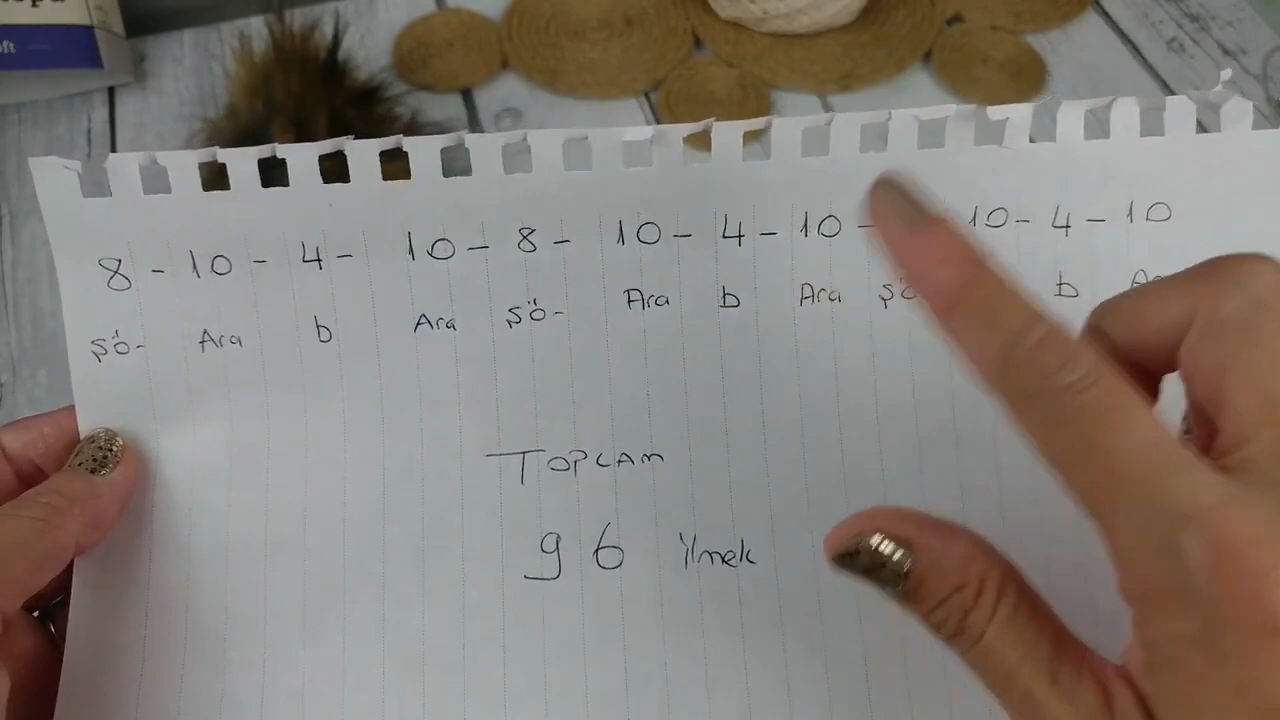 8 - 10 - 4 - 10 - 8 - 10 - 4 - 10 - 10 - 4 - 10
Şö- Ara b Ara Şö- Ara b Ara Şö b
TOPLAM
96 ilmek